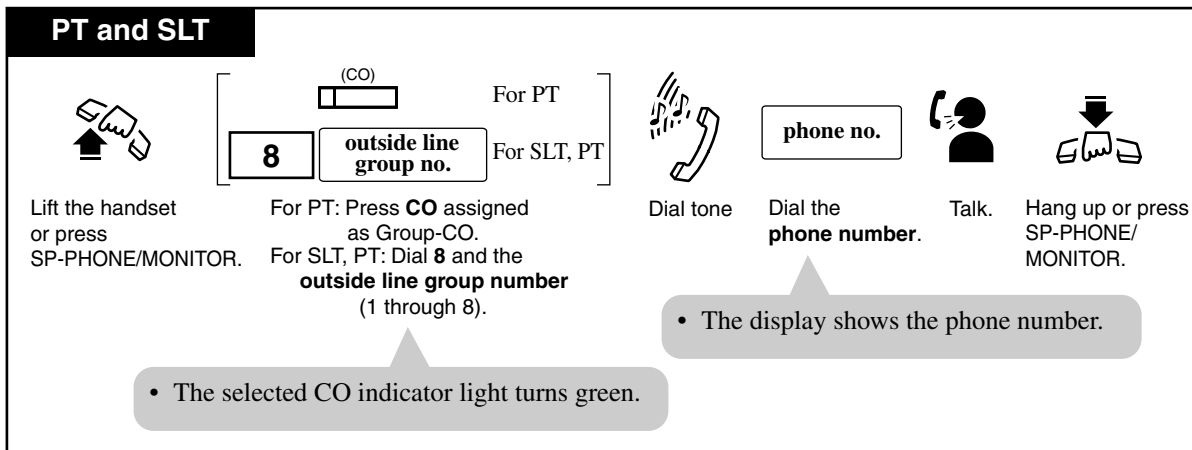 PT and SLT
(CO)
For PT
8
outside line
group no.
For SLT, PT
phone no.
Lift the handset
or press
SP-PHONE/MONITOR.
For PT: Press CO assigned
as Group-CO.
For SLT, PT: Dial 8 and the
outside line group number
(1 through 8).
Dial tone
Dial the
phone number.
Talk.
Hang up or press
SP-PHONE/
MONITOR.
• The display shows the phone number.
• The selected CO indicator light turns green.